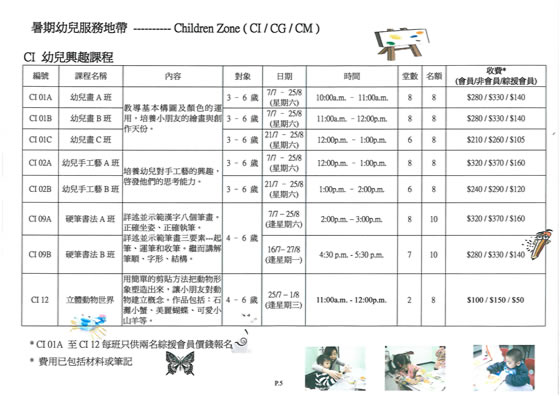 暑期幼兒服務地帶 ---------- Children Zone ( CI / CG / CM )
CI 幼兒興趣課程
編號 課程名稱 內容 對象 日期 時間 堂數 名額 收費*
(會員/非會員/綜援會員)
CI 01A 幼兒畫 A 班 教導基本構圖及顏色的運用，培養小朋友的繪畫與創作天份。 3 – 6 歲 7/7 – 25/8 (星期六) 10:00a.m. – 11:00a.m. 8 8 $280 / $330 / $140
CI 01B 幼兒畫 B 班 3 – 6 歲 7/7 – 25/8 (星期六) 11:00a.m. – 12:00p.m. 8 8 $280 / $330 / $140
CI 01C 幼兒畫 C 班 3 – 6 歲 21/7 – 25/8 (星期六) 12:00p.m. – 1:00p.m. 6 8 $210 / $260 / $105
CI 02A 幼兒手工藝 A 班 培養幼兒對手工藝的興趣，啓發他們的思考能力。 3 – 6 歲 7/7 – 25/8 (星期六) 12:00p.m. – 1:00p.m. 8 8 $320 / $370 / $160
CI 02B 幼兒手工藝 B 班 3 – 6 歲 21/7 – 25/8 (星期六) 1:00p.m. – 2:00p.m. 6 8 $240 / $290 / $120
CI 09A 硬筆書法 A 班 詳述並示範漢字八個筆畫。正確坐姿、正確執筆。 4 – 6 歲 7/7 – 25/8 (逢星期六) 2:00p.m. – 3:00p.m. 8 10 $320 / $370 / $160
CI 09B 硬筆書法 B 班 詳述並示範筆畫三要素---起筆、運筆和收筆。繼而講解筆順、字形、結構。 16/7– 27/8 (逢星期一) 4:30 p.m. - 5:30 p.m. 7 10 $280 / $330 / $140
CI 12 立體動物世界 用簡單的剪貼方法把動物形象塑造出來。讓小朋友對動物建立概念。作品包括：石灘小蟹、美麗蝴蝶、可愛小山羊等。 4 – 6 歲 25/7 – 1/8 (逢星期三) 11:00a.m. - 12:00p.m. 2 8 $100 / $150 / $50
* CI 01A 至 CI 12 每班只供兩名綜援會員價錢報名
* 費用已包括材料或筆記
P.5